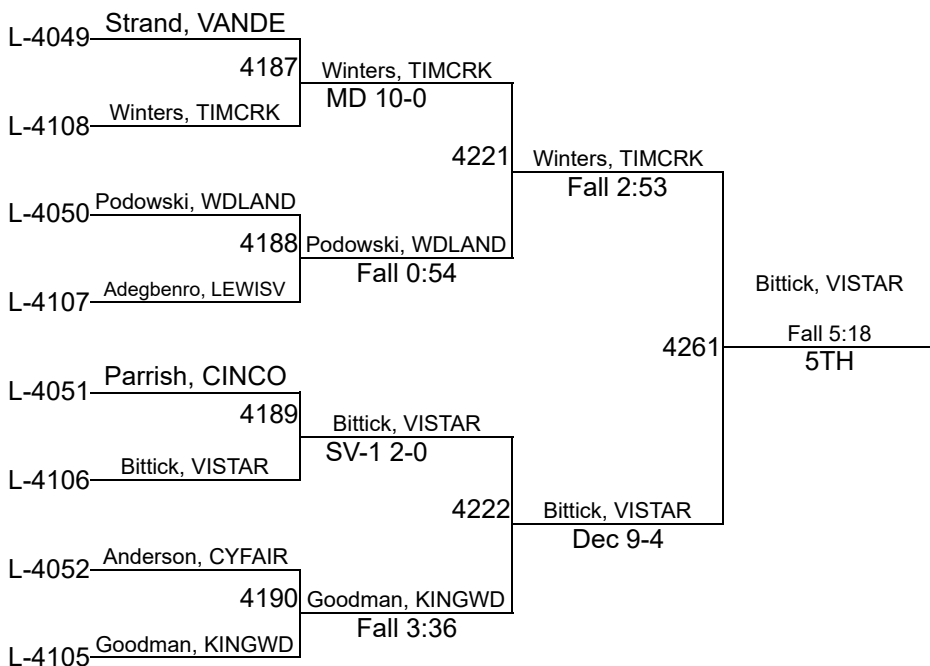 Strand, VANDE
L-4049
4187
Winters, TIMCRK
MD 10-0
Winters, TIMCRK
L-4108
4221
Winters, TIMCRK
Fall 2:53
Podowski, WDLAND
L-4050
4188
Podowski, WDLAND
Fall 0:54
Adegbenro, LEWISV
L-4107
Bittick, VISTAR
4261
Fall 5:18
5TH
Parrish, CINCO
L-4051
4189
Bittick, VISTAR
SV-1 2-0
Bittick, VISTAR
L-4106
4222
Bittick, VISTAR
Dec 9-4
Anderson, CYFAIR
L-4052
4190
Goodman, KINGWD
Fall 3:36
Goodman, KINGWD
L-4105